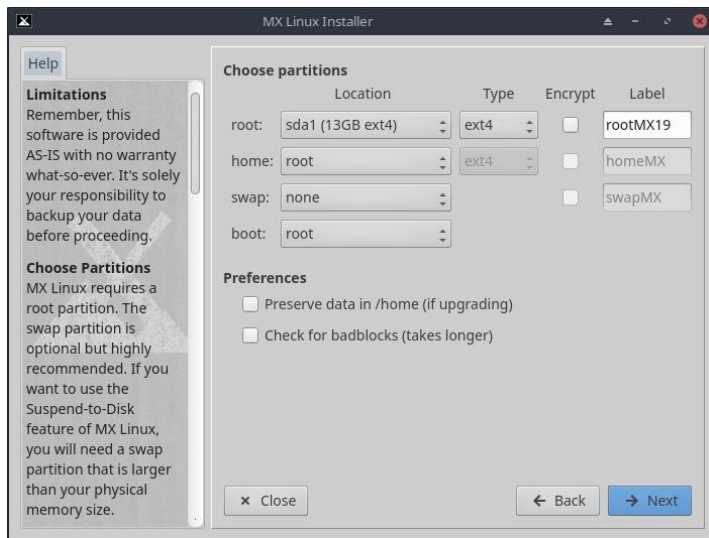 MX Linux Installer
Help
Limitations
Remember, this
software is provided
AS-IS with no warranty
what-so-ever. It's solely
your responsibility to
backup your data
before proceeding.
Choose Partitions
MX Linux requires a
root partition. The
swap partition is
optional but highly
recommended. If you
want to use the
Suspend-to-Disk
feature of MX Linux,
you will need a swap
partition that is larger
than your physical
memory size.
Choose partitions
Location Type Encrypt Label
root: sda1 (13GB ext4) ext4 rootMX19
home: root ext4 homeMX
swap: none swapMX
boot: root
Preferences
Preserve data in /home (if upgrading)
Check for badblocks (takes longer)
Close Back Next